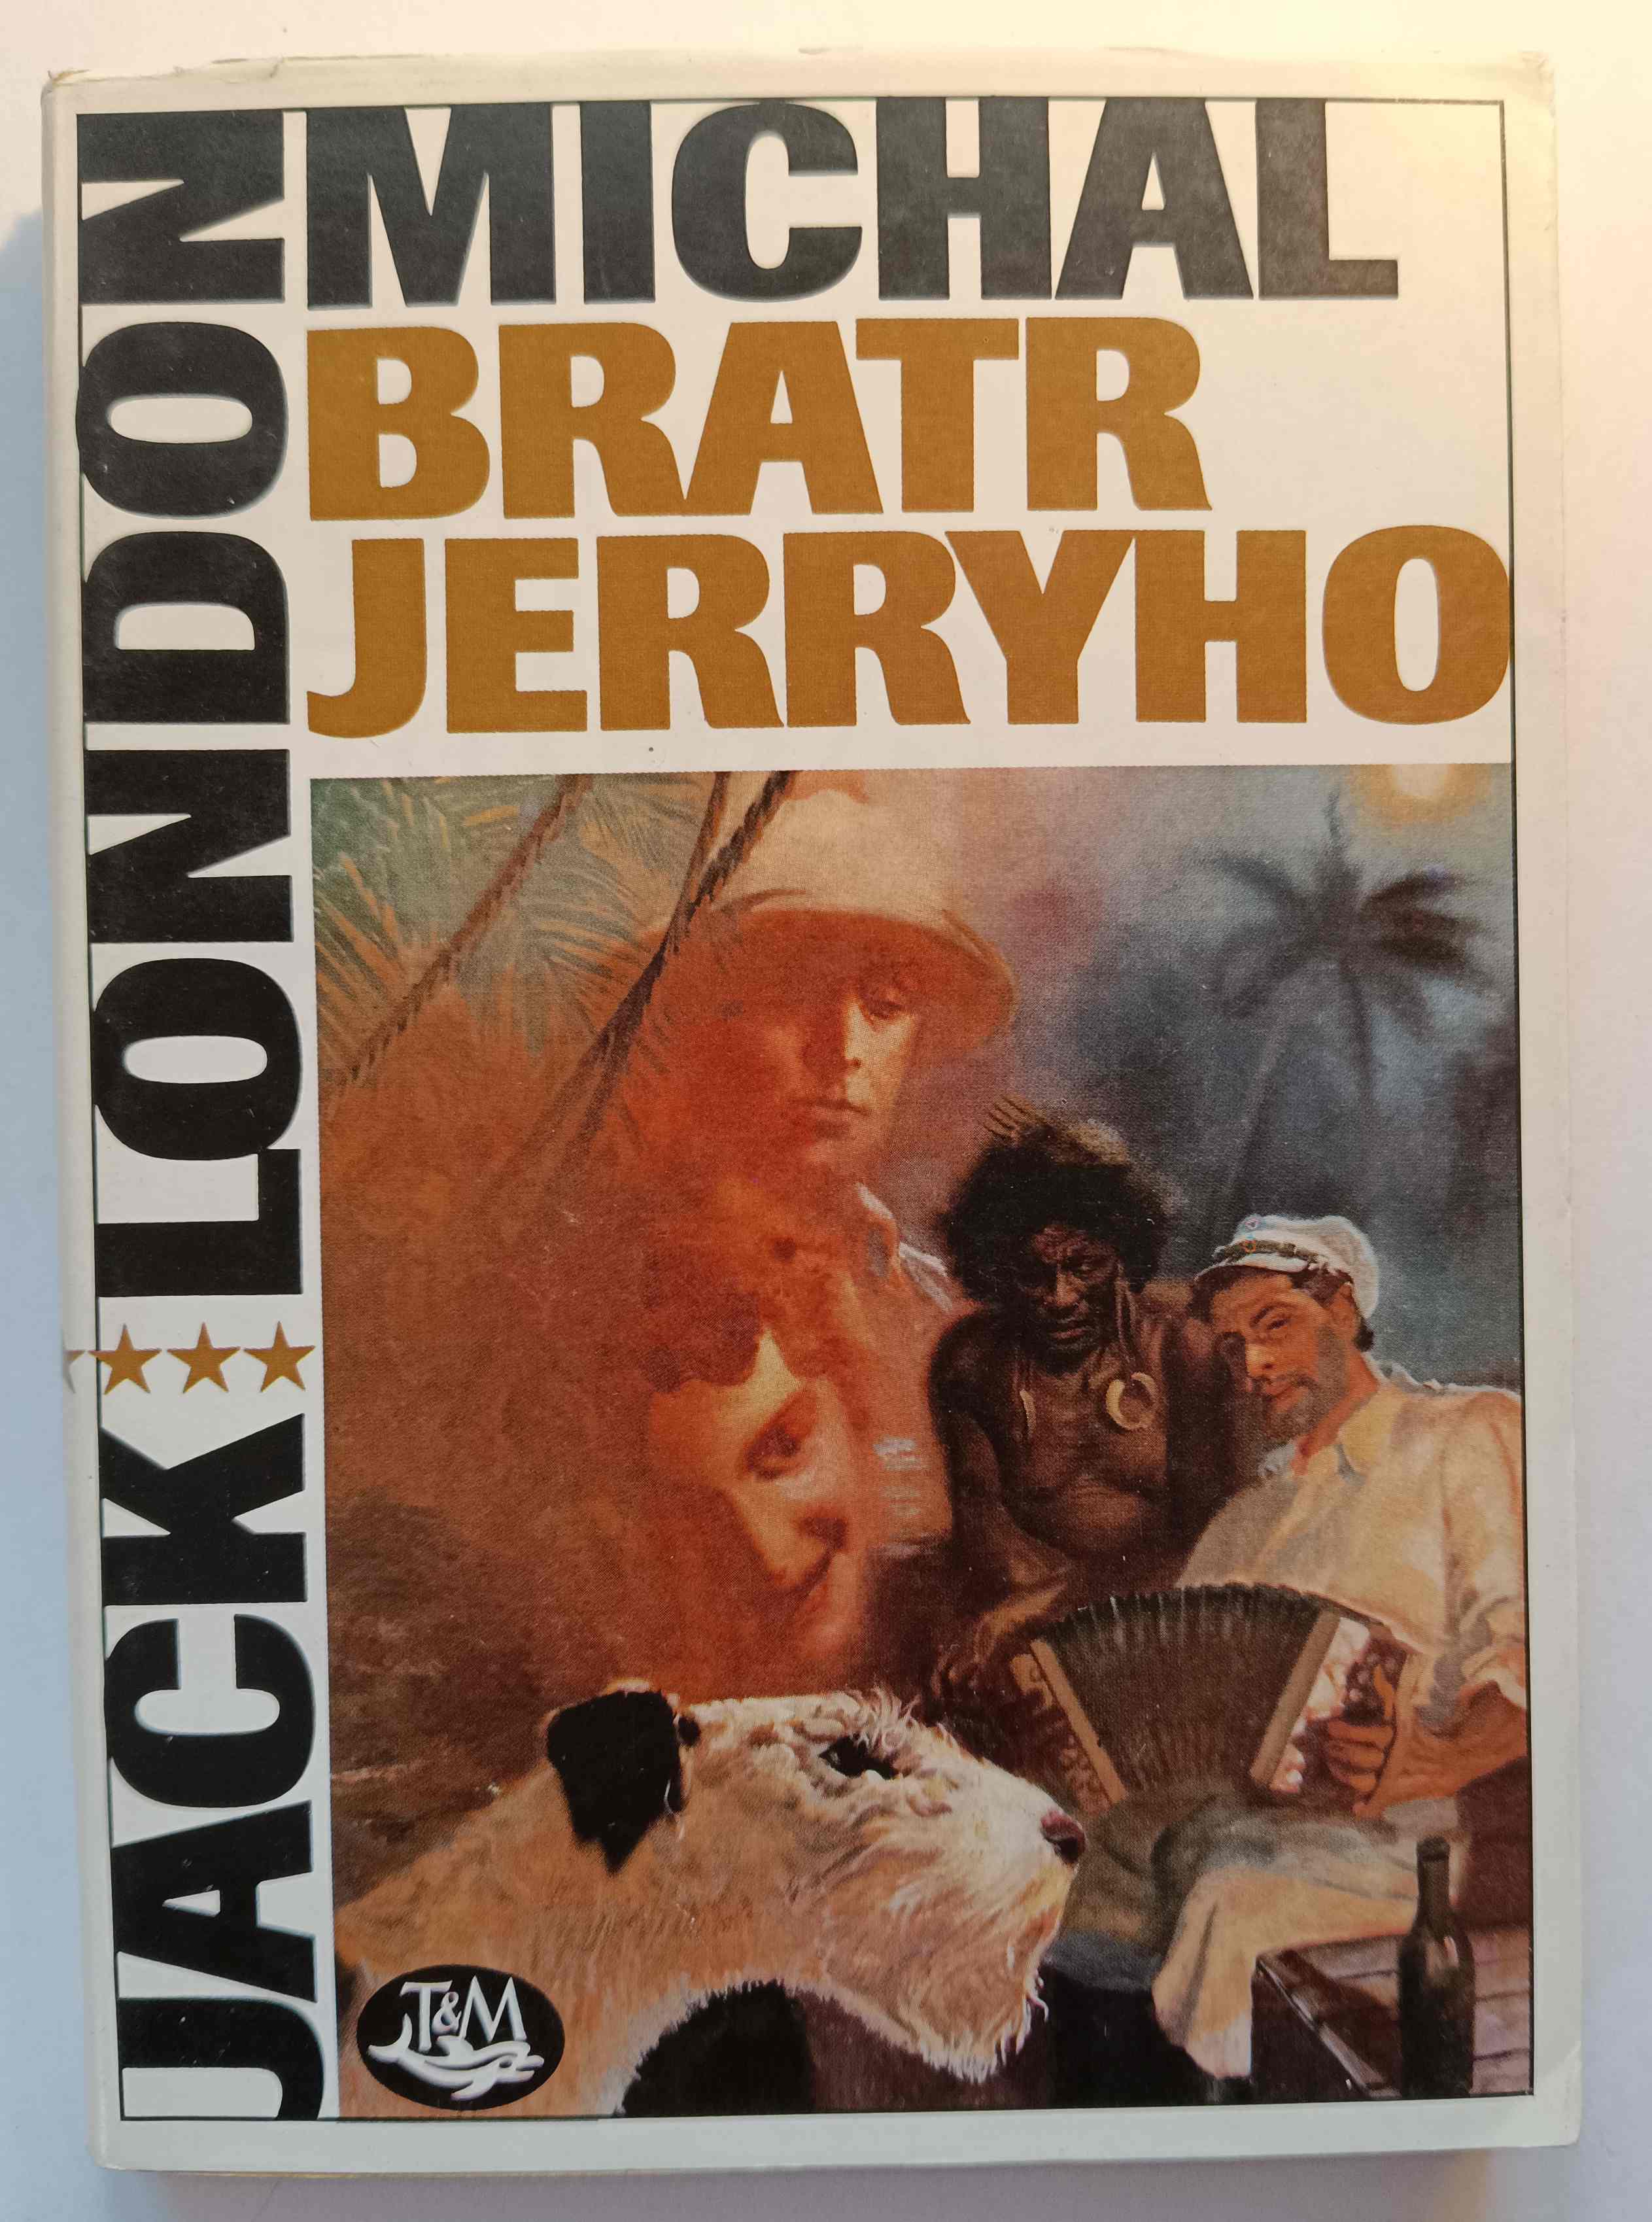 JACK LONDON
MICHAL
BRATR
JERRYHO
T&M